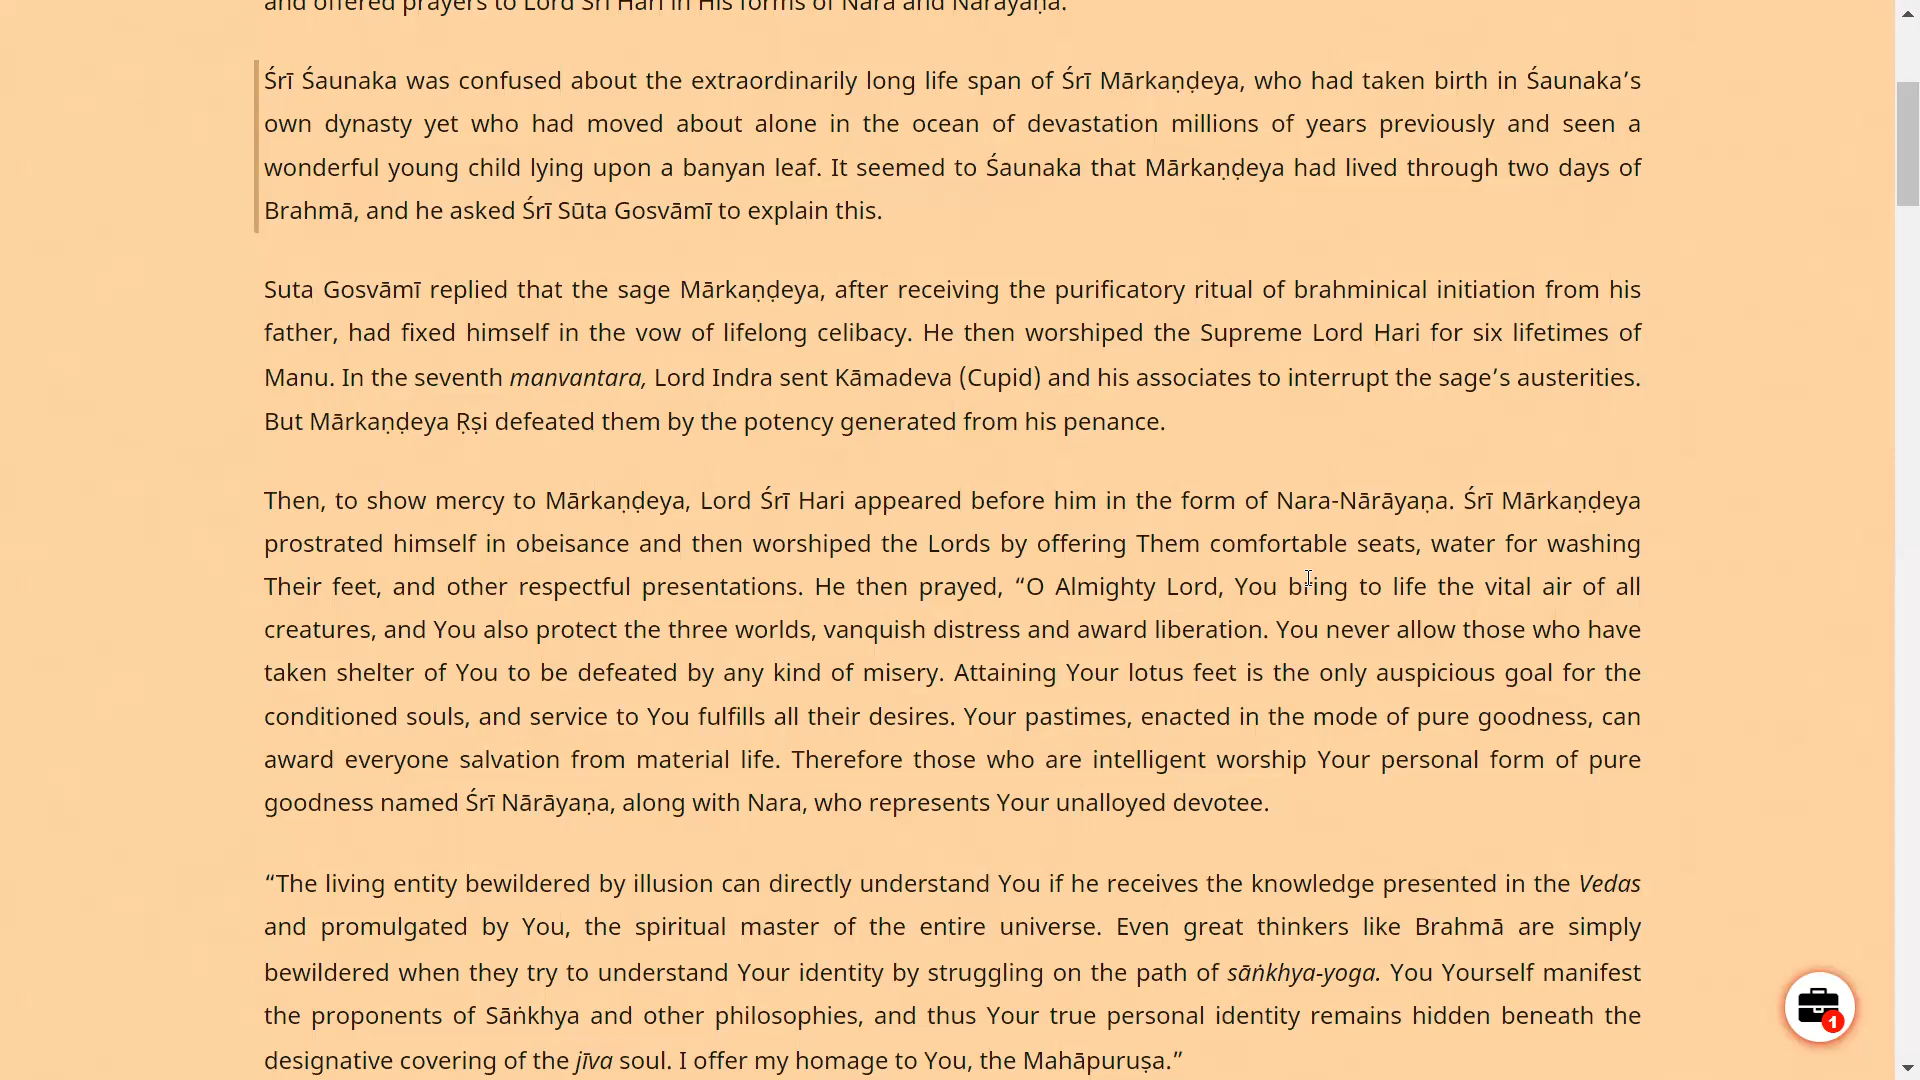 and offered prayers to Lord Śrī Hari in His forms of Nara and Nārāyaṇa.
Śrī Śaunaka was confused about the extraordinarily long life span of Śrī Mārkaṇḍeya, who had taken birth in Śaunaka’s
own dynasty yet who had moved about alone in the ocean of devastation millions of years previously and seen a
wonderful young child lying upon a banyan leaf. It seemed to Śaunaka that Mārkaṇḍeya had lived through two days of
Brahmā, and he asked Śrī Sūta Gosvāmī to explain this.
Suta Gosvāmī replied that the sage Mārkaṇḍeya, after receiving the purificatory ritual of brahminical initiation from his
father, had fixed himself in the vow of lifelong celibacy. He then worshiped the Supreme Lord Hari for six lifetimes of
Manu. In the seventh manvantara, Lord Indra sent Kāmadeva (Cupid) and his associates to interrupt the sage’s austerities.
But Mārkaṇḍeya Ṛṣi defeated them by the potency generated from his penance.
Then, to show mercy to Mārkaṇḍeya, Lord Śrī Hari appeared before him in the form of Nara-Nārāyaṇa. Śrī Mārkaṇḍeya
prostrated himself in obeisance and then worshiped the Lords by offering Them comfortable seats, water for washing
Their feet, and other respectful presentations. He then prayed, “O Almighty Lord, You bring to life the vital air of all
creatures, and You also protect the three worlds, vanquish distress and award liberation. You never allow those who have
taken shelter of You to be defeated by any kind of misery. Attaining Your lotus feet is the only auspicious goal for the
conditioned souls, and service to You fulfills all their desires. Your pastimes, enacted in the mode of pure goodness, can
award everyone salvation from material life. Therefore those who are intelligent worship Your personal form of pure
goodness named Śrī Nārāyaṇa, along with Nara, who represents Your unalloyed devotee.
“The living entity bewildered by illusion can directly understand You if he receives the knowledge presented in the Vedas
and promulgated by You, the spiritual master of the entire universe. Even great thinkers like Brahmā are simply
bewildered when they try to understand Your identity by struggling on the path of sāṅkhya-yoga. You Yourself manifest
the proponents of Sāṅkhya and other philosophies, and thus Your true personal identity remains hidden beneath the
designative covering of the jīva soul. I offer my homage to You, the Mahāpuruṣa.”
1